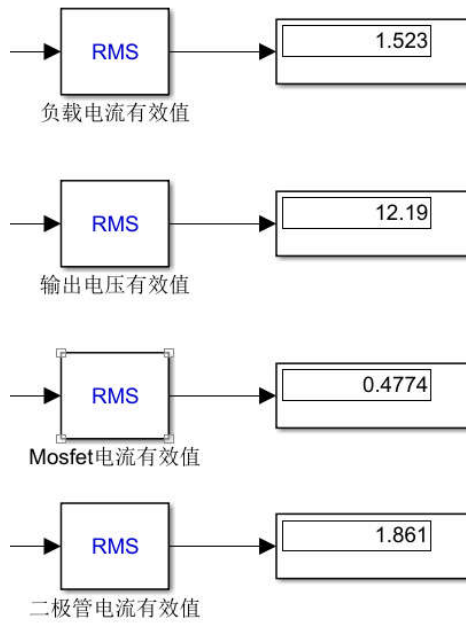 RMS
1.523
负载电流有效值
RMS
12.19
输出电压有效值
RMS
0.4774
Mosfet电流有效值
RMS
1.861
二极管电流有效值